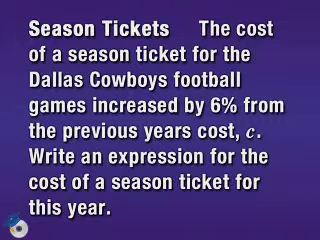 Season Tickets The cost
of a season ticket for the
Dallas Cowboys football
games increased by 6% from
the previous years cost, c.
Write an expression for the
cost of a season ticket for
this year.